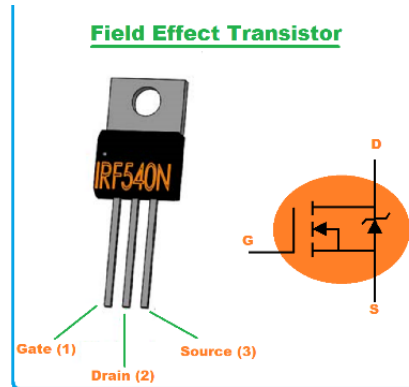 Field Effect Transistor
IRF540N
D
G
S
Gate (1)
Source (3)
Drain (2)